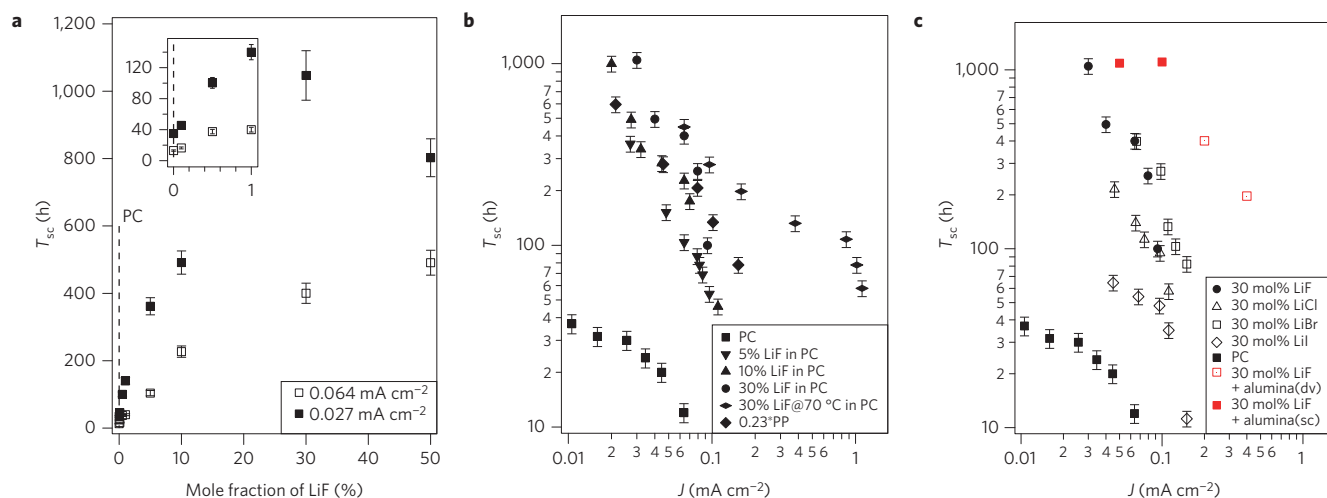 a
1,200
1,000
800
600
400
200
0
T_sc (h)
PC
120
80
40
0
0 1
0.064 mA cm⁻²
0.027 mA cm⁻²
0 10 20 30 40 50
Mole fraction of LiF (%)
b
1,000
7
6
5
4
3
2
100
7
6
5
4
3
2
10
T_sc (h)
PC
5% LiF in PC
10% LiF in PC
30% LiF in PC
30% LiF@70 °C in PC
0.23*PP
0.01 2 3 4 5 6 0.1 2 3 4 5 6 1
J (mA cm⁻²)
c
1,000
7
6
5
4
3
2
100
7
6
5
4
3
2
10
T_sc (h)
30 mol% LiF
30 mol% LiCl
30 mol% LiBr
30 mol% LiI
PC
30 mol% LiF
+ alumina(dv)
30 mol% LiF
+ alumina(sc)
0.01 2 3 4 5 6 0.1 2 3 4 5 6 1
J (mA cm⁻²)